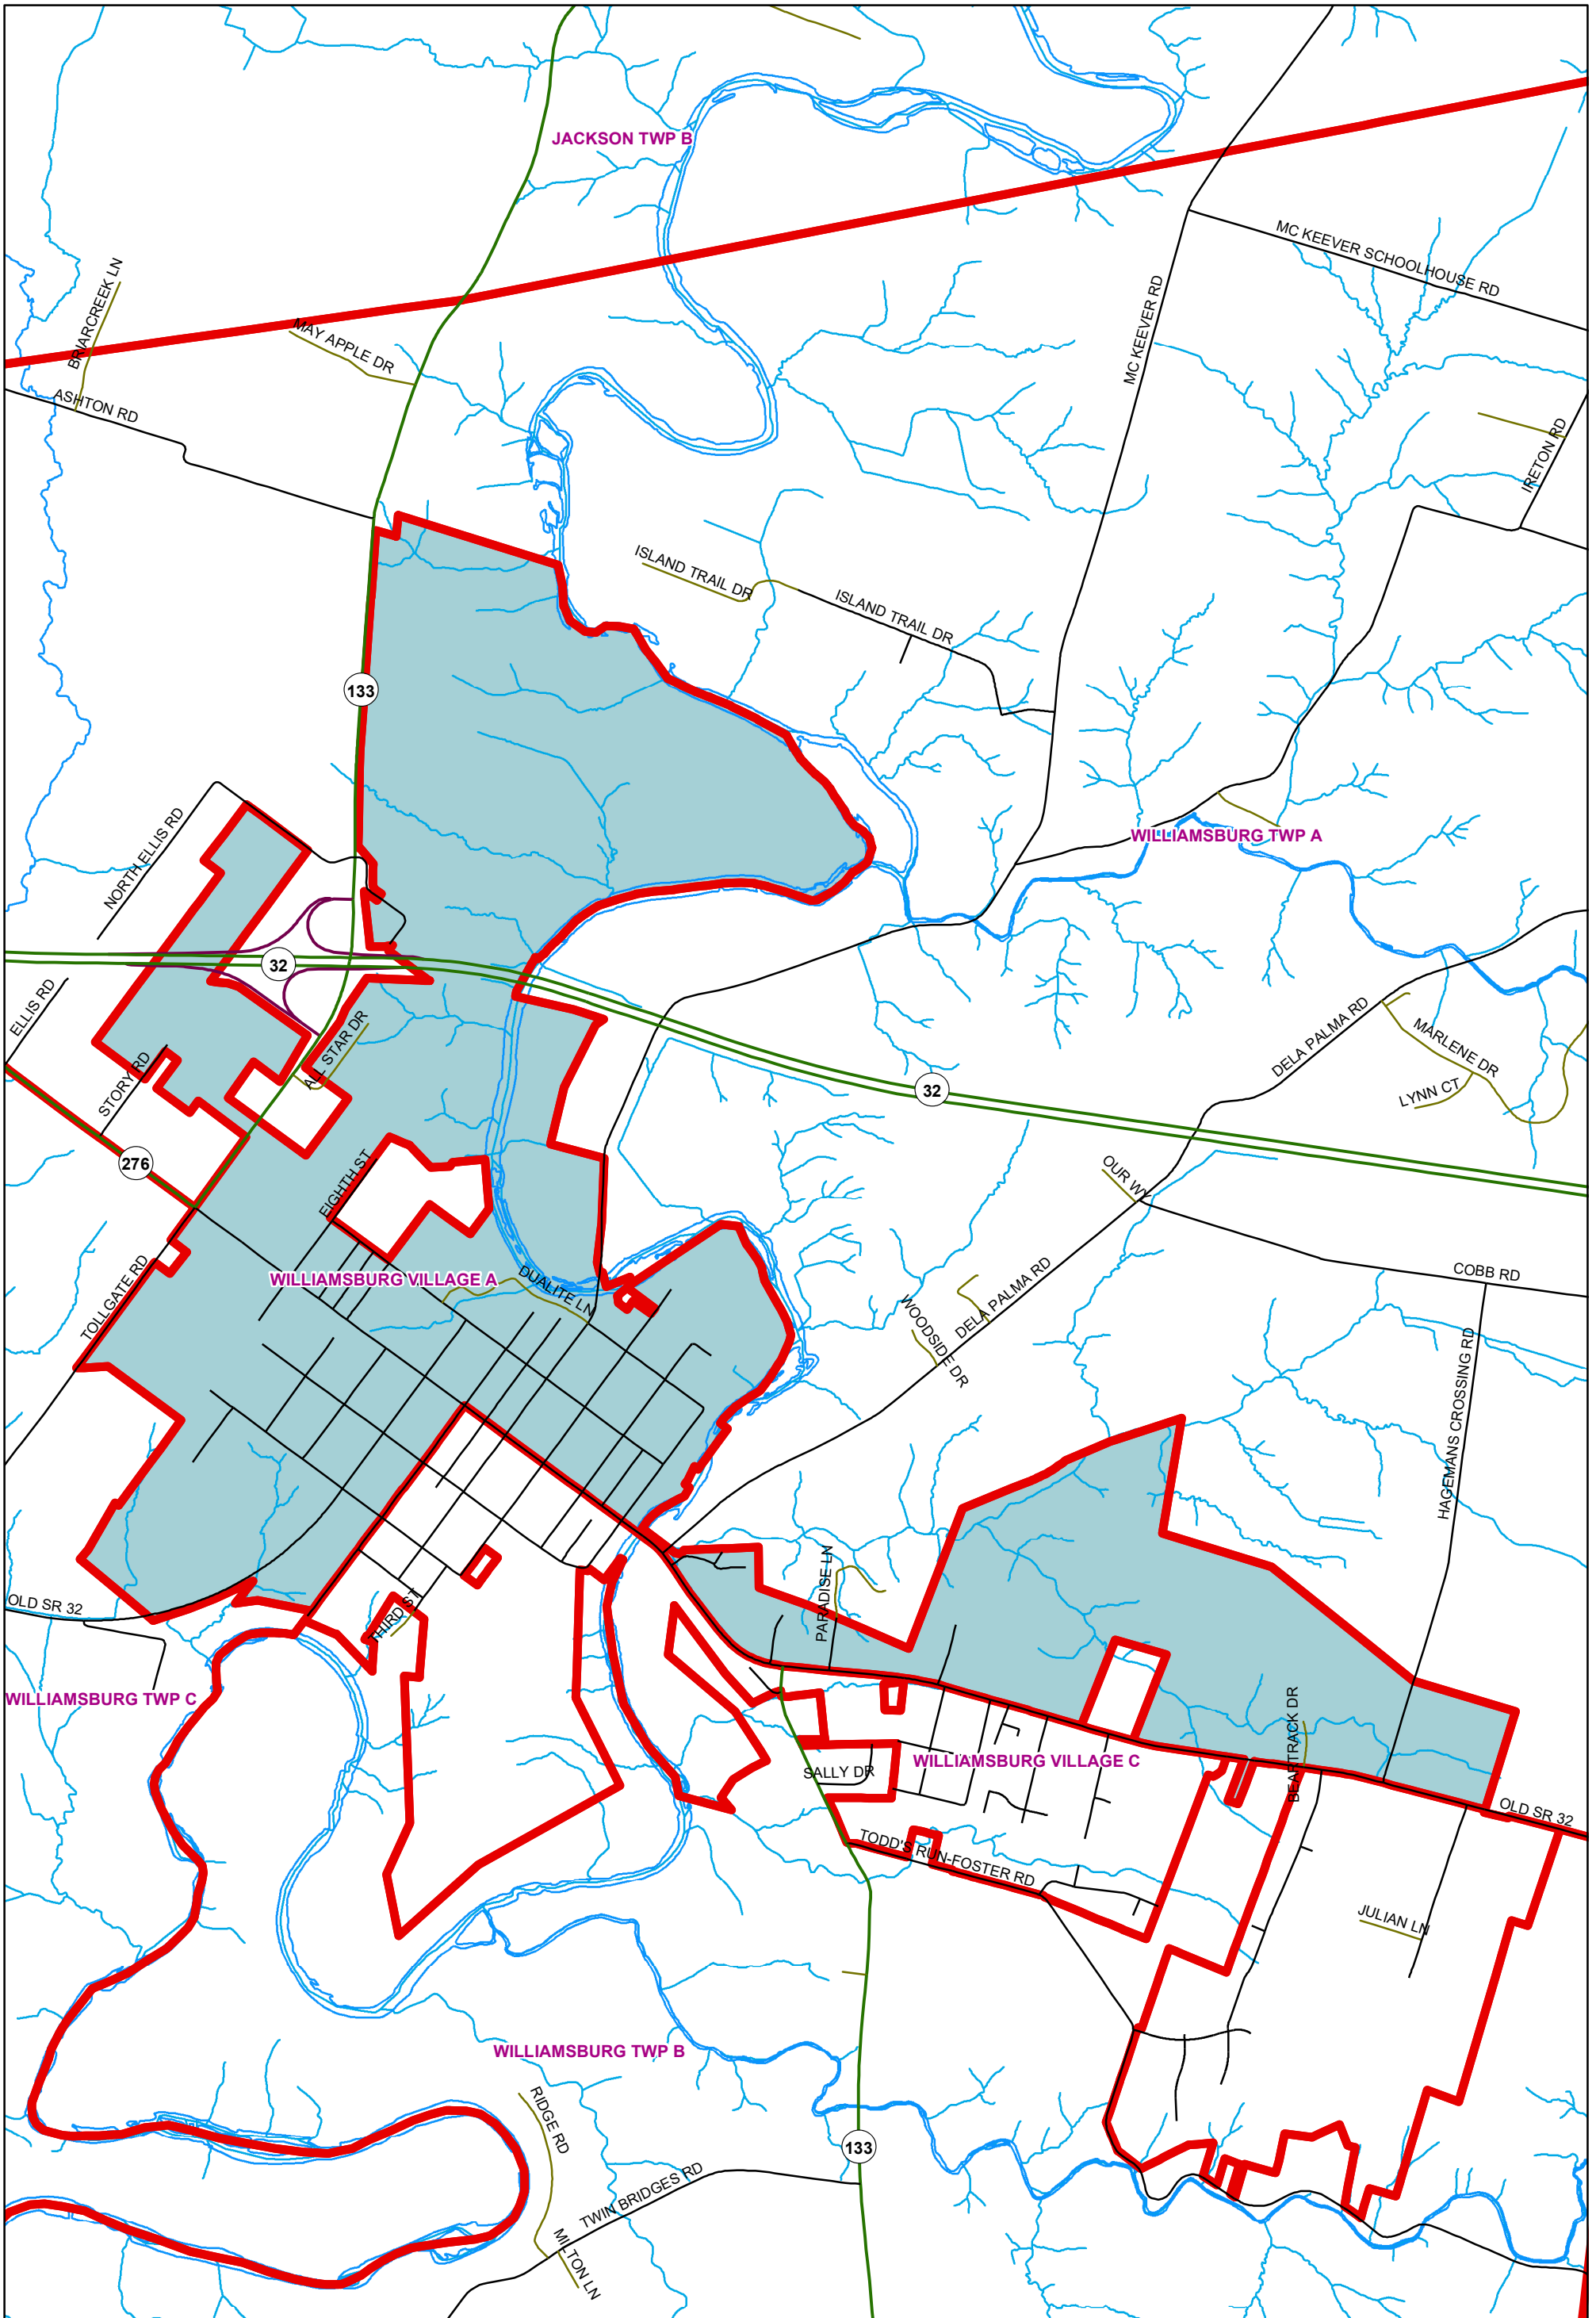 JACKSON TWP B
MC KEEVER SCHOOLHOUSE RD
BRIARCREEK LN
MAY APPLE DR
MC KEEVER RD
ASHTON RD
IRETON RD
ISLAND TRAIL DR
ISLAND TRAIL DR
133
WILLIAMSBURG TWP A
NORTH ELLIS RD
32
ELLIS RD
ALL STAR DR
DELA PALMA RD
MARLENE DR
LYNN CT
32
STORY RD
276
EIGHTH ST
OUR WY
TOLLGATE RD
WILLIAMSBURG VILLAGE A
DUALITE LN
COBB RD
WOODSIDE DR
DELA PALMA RD
HAGEMANS CROSSING RD
PARADISE LN
OLD SR 32
THIRD ST
WILLIAMSBURG TWP C
BEARTRACK DR
WILLIAMSBURG VILLAGE C
SALLY DR
OLD SR 32
TODD'S RUN-FOSTER RD
JULIAN LN
WILLIAMSBURG TWP B
RIDGE RD
133
TWIN BRIDGES RD
MILTON LN